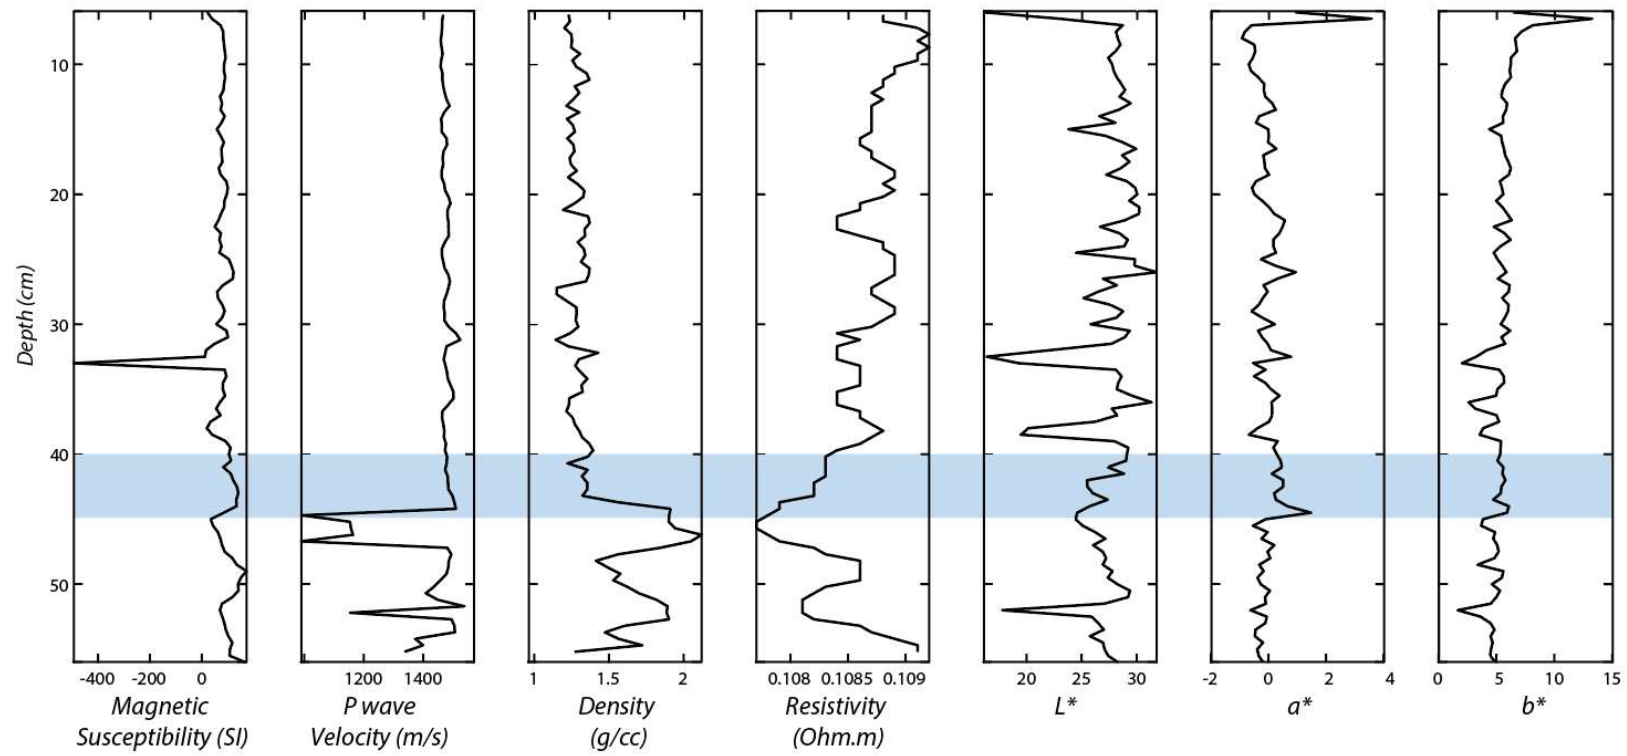 Depth (cm)
10
20
30
40
50
-400 -200 0
Magnetic
Susceptibility (SI)
1200 1400
P wave
Velocity (m/s)
1 1.5 2
Density
(g/cc)
0.108 0.1085 0.109
Resistivity
(Ohm.m)
20 25 30
L*
-2 0 2 4
a*
0 5 10 15
b*